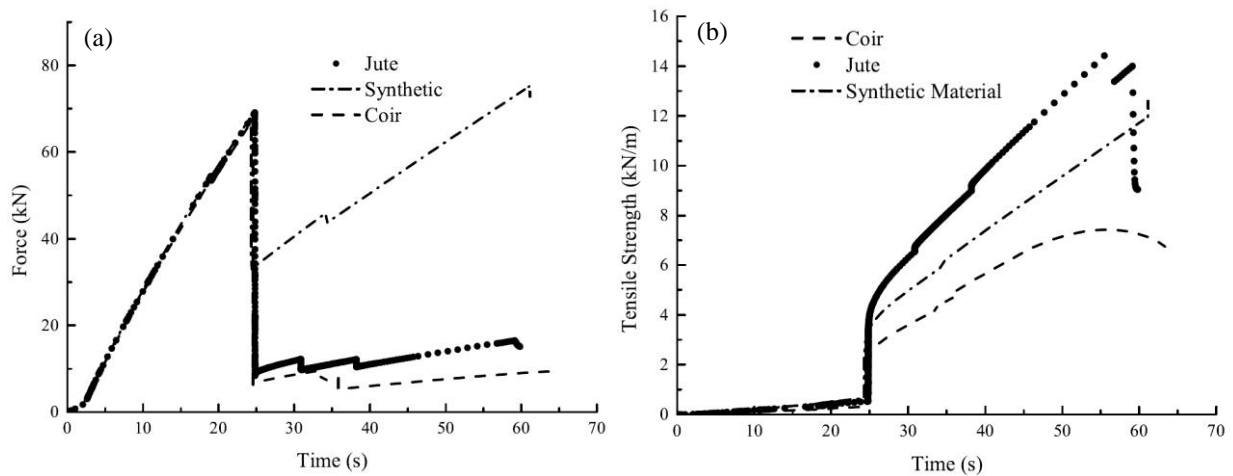 (a)
Jute
Synthetic
Coir
Force (kN)
80
60
40
20
0
0 10 20 30 40 50 60 70
Time (s)
(b)
Coir
Jute
Synthetic Material
Tensile Strength (kN/m)
16
14
12
10
8
6
4
2
0
0 10 20 30 40 50 60 70
Time (s)